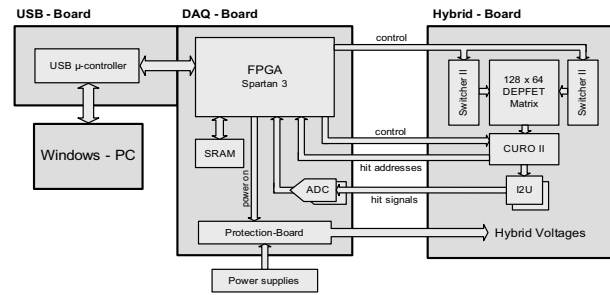 USB - Board
DAQ - Board
Hybrid - Board
USB µ-controller
FPGA
Spartan 3
control
Switcher II
128 x 64
DEPFET
Matrix
Switcher II
Windows - PC
SRAM
control
CURO II
hit addresses
power on
ADC
I2U
hit signals
Protection-Board
Hybrid Voltages
Power supplies